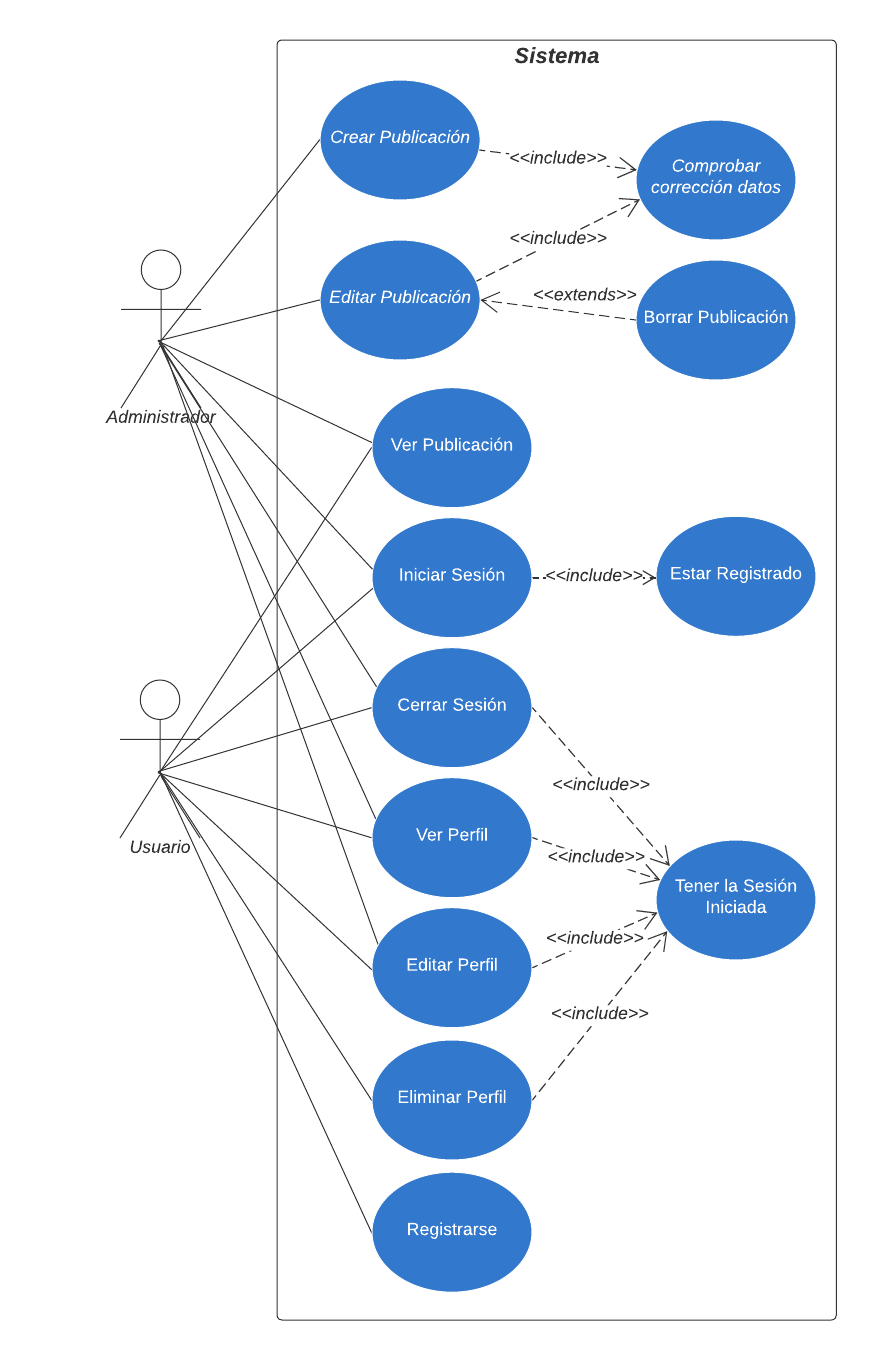 Sistema
Crear Publicación
<<include>>
Comprobar
corrección datos
<<include>>
Editar Publicación
<<extends>>
Borrar Publicación
Administrador
Ver Publicación
Iniciar Sesión
<<include>>
Estar Registrado
Cerrar Sesión
<<include>>
Usuario
Ver Perfil
<<include>>
Tener la Sesión
Iniciada
<<include>>
Editar Perfil
<<include>>
Eliminar Perfil
Registrarse